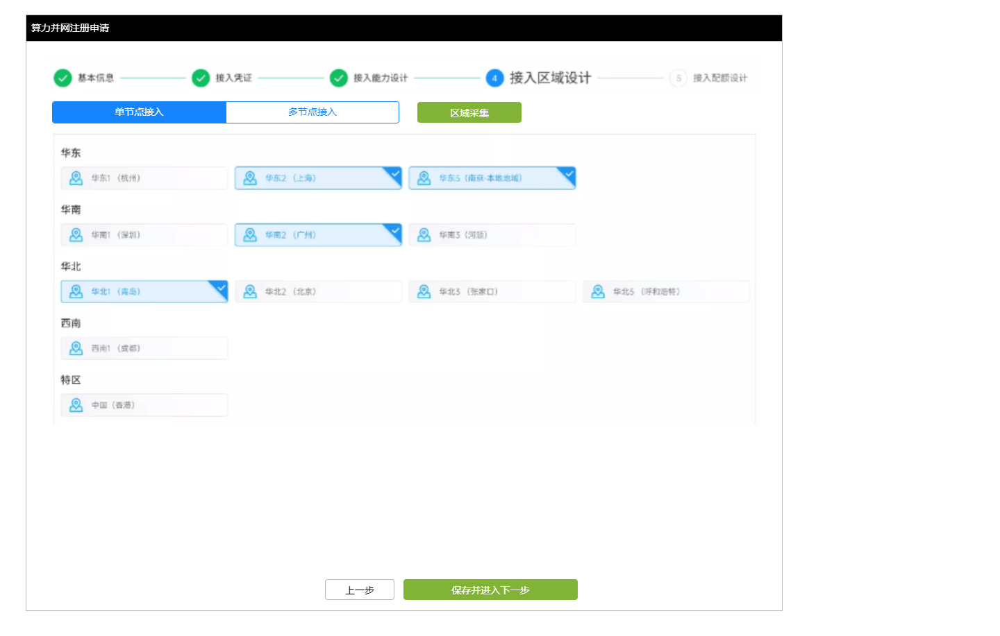 算力并网注册申请
基本信息 接入凭证 接入能力设计 4 接入区域设计 5 接入配额设计
单节点接入 多节点接入 区域采集
华东
华东1（杭州） 华东2（上海） 华东5（南京-本地地域）
华南
华南1（深圳） 华南2（广州） 华南3（河源）
华北
华北1（青岛） 华北2（北京） 华北3（张家口） 华北5（呼和浩特）
西南
西南1（成都）
特区
中国（香港）
上一步 保存并进入下一步